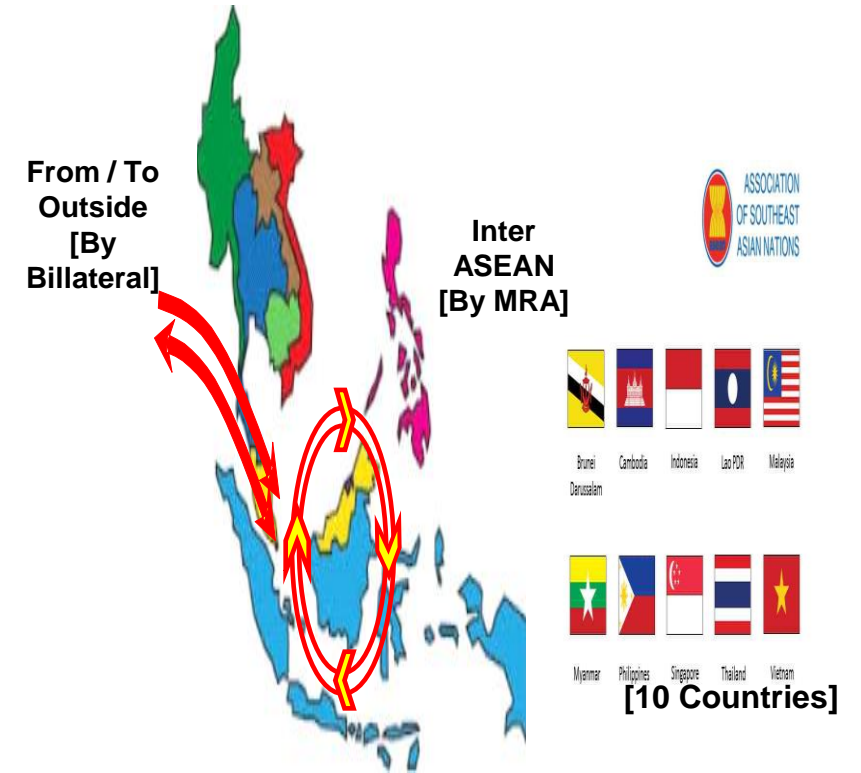 From / To
Outside
[By
Billateral]
Inter
ASEAN
[By MRA]
ASSOCIATION
OF SOUTHEAST
ASIAN NATIONS
Brunei
Darussalam
Cambodia
Indonesia
Lao PDR
Malaysia
Myanmar
Philippines
Singapore
Thailand
Vietnam
[10 Countries]